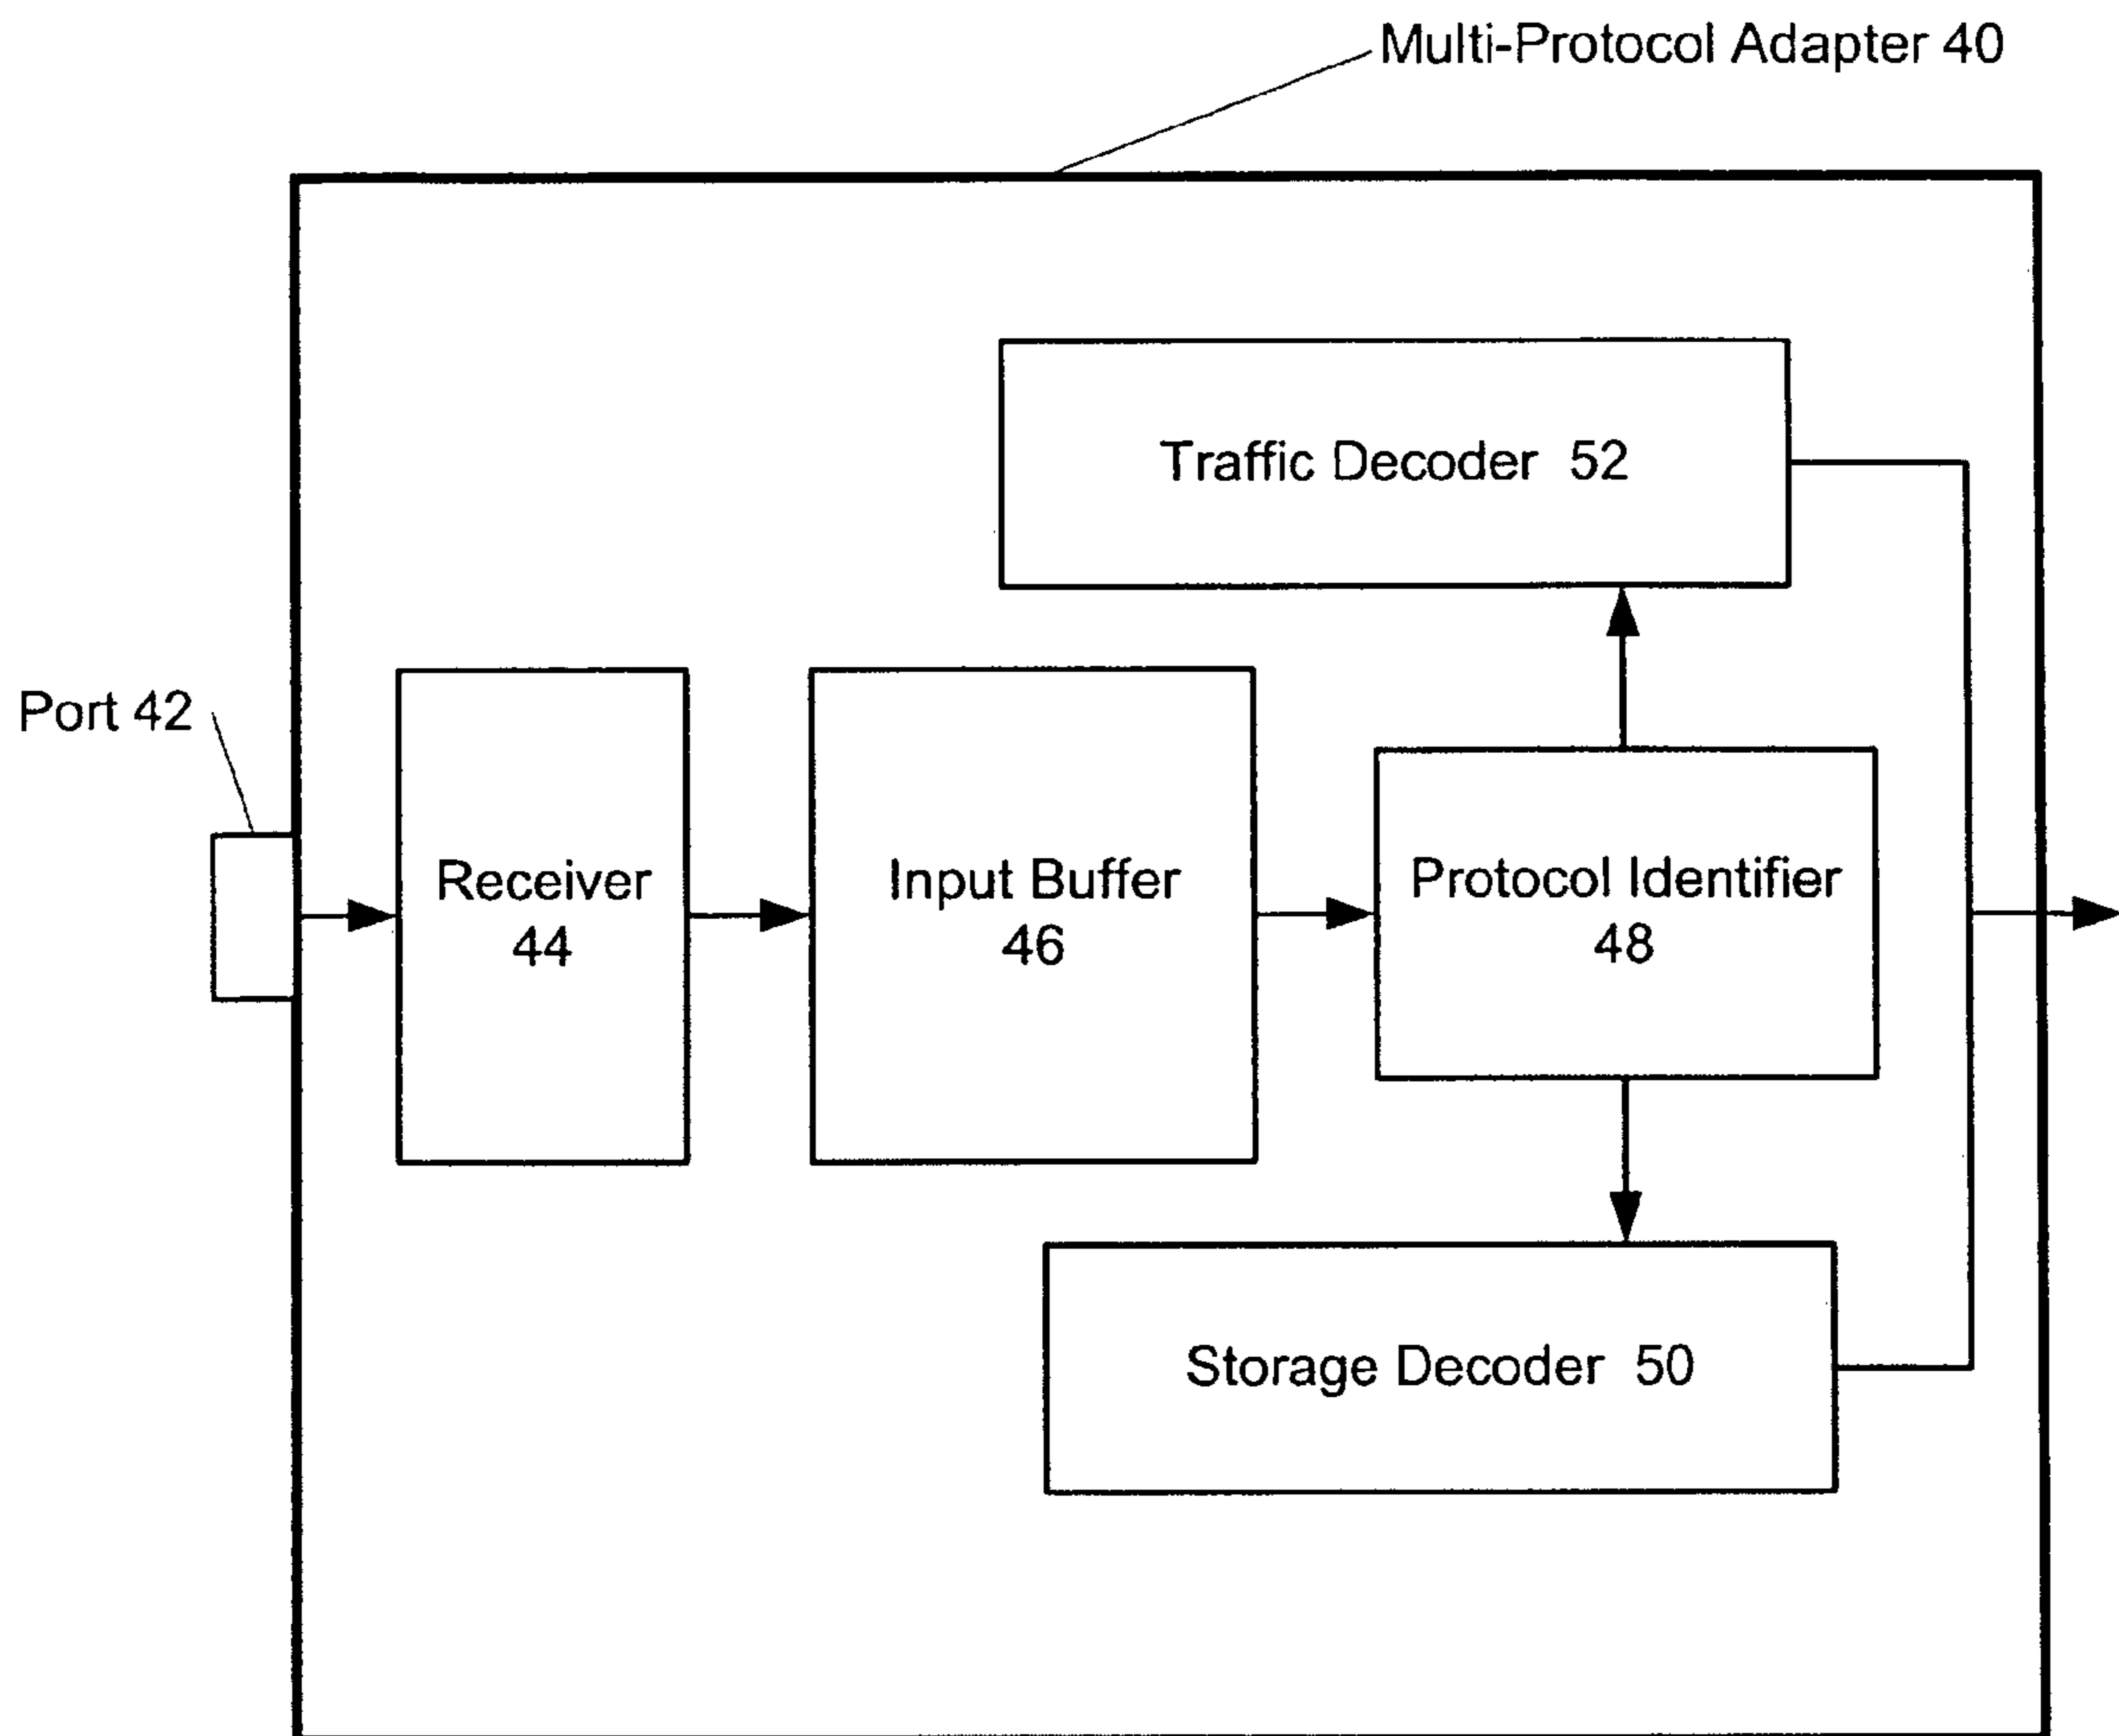 Multi-Protocol Adapter 40
Traffic Decoder 52
Port 42
Receiver
44
Input Buffer
46
Protocol Identifier
48
Storage Decoder 50